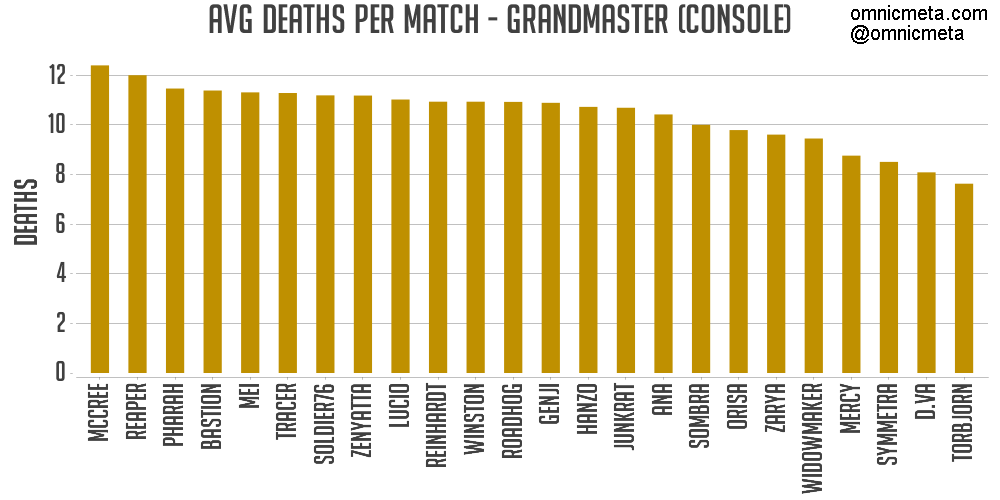 AVG DEATHS PER MATCH - GRANDMASTER (CONSOLE)
omnicmeta.com
@omnicmeta
DEATHS
12
10
8
6
4
2
0
MCCREE
REAPER
PHARAH
BASTION
MEI
TRACER
SOLDIER76
ZENYATTA
LUCIO
REINHARDT
WINSTON
ROADHOG
GENJI
HANZO
JUNKRAT
ANA
SOMBRA
ORISA
ZARYA
WIDOWMAKER
MERCY
SYMMETRA
D.VA
TORBJORN